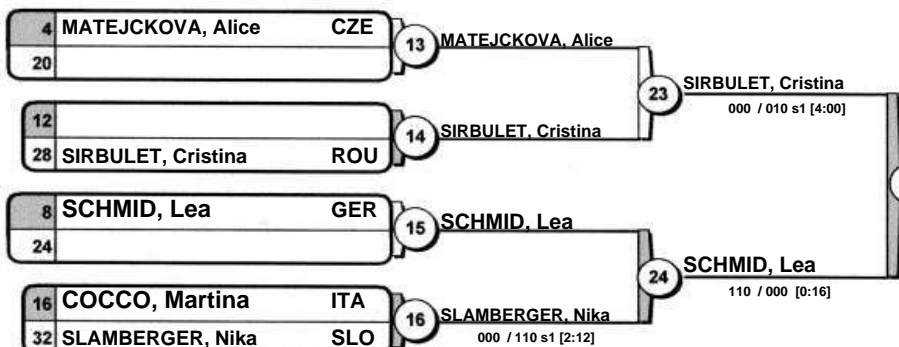 4 MATEJCKOVA, Alice CZE
20
13 MATEJCKOVA, Alice
23 SIRBULET, Cristina
000 / 010 s1 [4:00]
12
28 SIRBULET, Cristina ROU
14 SIRBULET, Cristina
8 SCHMID, Lea GER
24
15 SCHMID, Lea
24 SCHMID, Lea
110 / 000 [0:16]
16 COCCO, Martina ITA
32 SLAMBERGER, Nika SLO
16 SLAMBERGER, Nika
000 / 110 s1 [2:12]